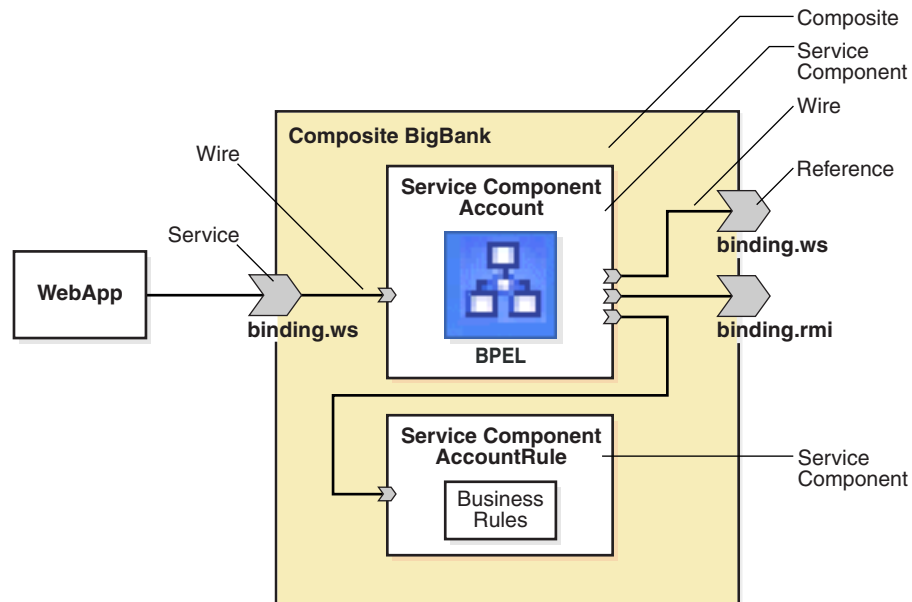 Composite
Service
Component
Wire
Composite BigBank
Wire
Service Component
Account
Reference
Service
binding.ws
WebApp
binding.ws
binding.rmi
BPEL
Service Component
AccountRule
Service
Component
Business
Rules